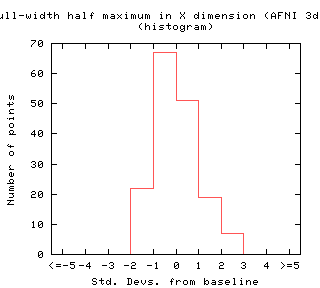 ull-width half maximum in X dimension (AFNI 3d
(histogram)
70
60
50
40
30
20
10
0
Number of points
<=-5 -4 -3 -2 -1 0 1 2 3 4 >=5
Std. Devs. from baseline